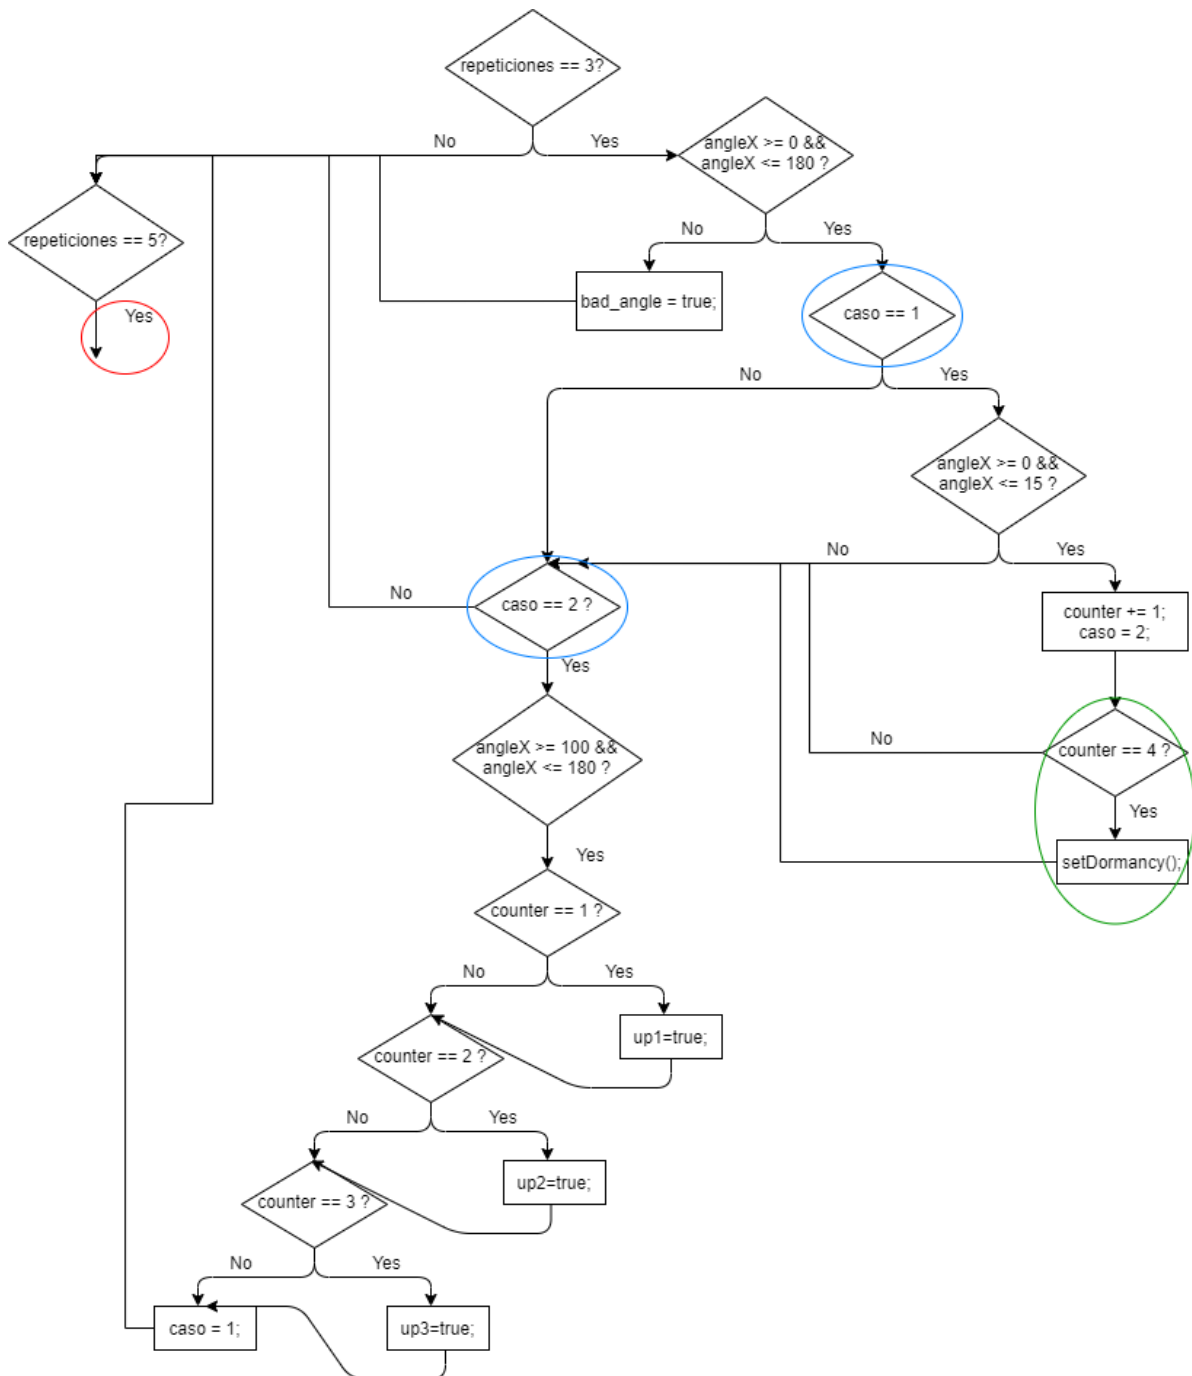 repeticiones == 3?
No
Yes
angleX >= 0 &&
angleX <= 180 ?
repeticiones == 5?
Yes
No
Yes
bad_angle = true;
caso == 1
No
Yes
angleX >= 0 &&
angleX <= 15 ?
No
Yes
caso == 2 ?
No
Yes
counter += 1;
caso = 2;
angleX >= 100 &&
angleX <= 180 ?
counter == 4 ?
No
Yes
setDormancy();
Yes
counter == 1 ?
No
Yes
up1=true;
counter == 2 ?
No
Yes
up2=true;
counter == 3 ?
No
Yes
caso = 1;
up3=true;